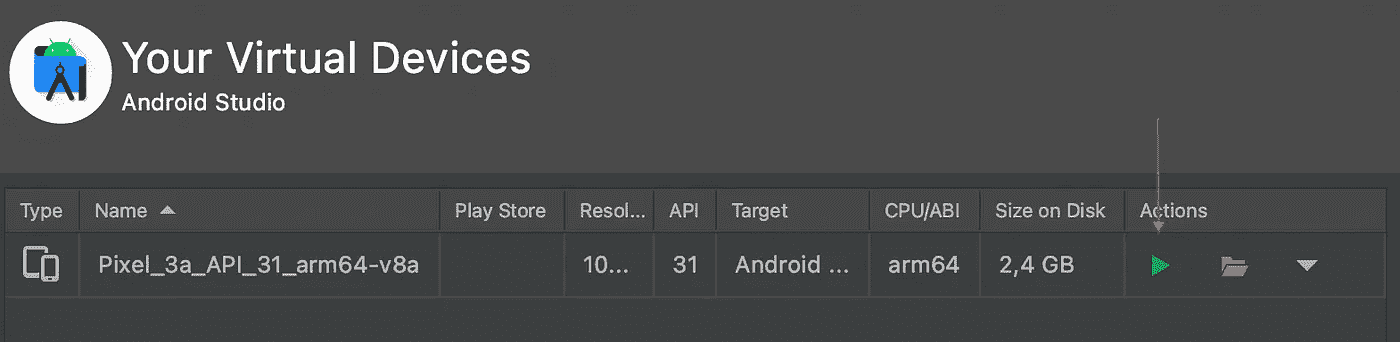 Your Virtual Devices
Android Studio
Type Name Play Store Resol... API Target CPU/ABI Size on Disk Actions
Pixel_3a_API_31_arm64-v8a 10... 31 Android ... arm64 2,4 GB